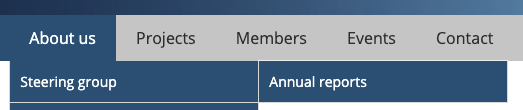 About us Projects Members Events Contact
Steering group Annual reports